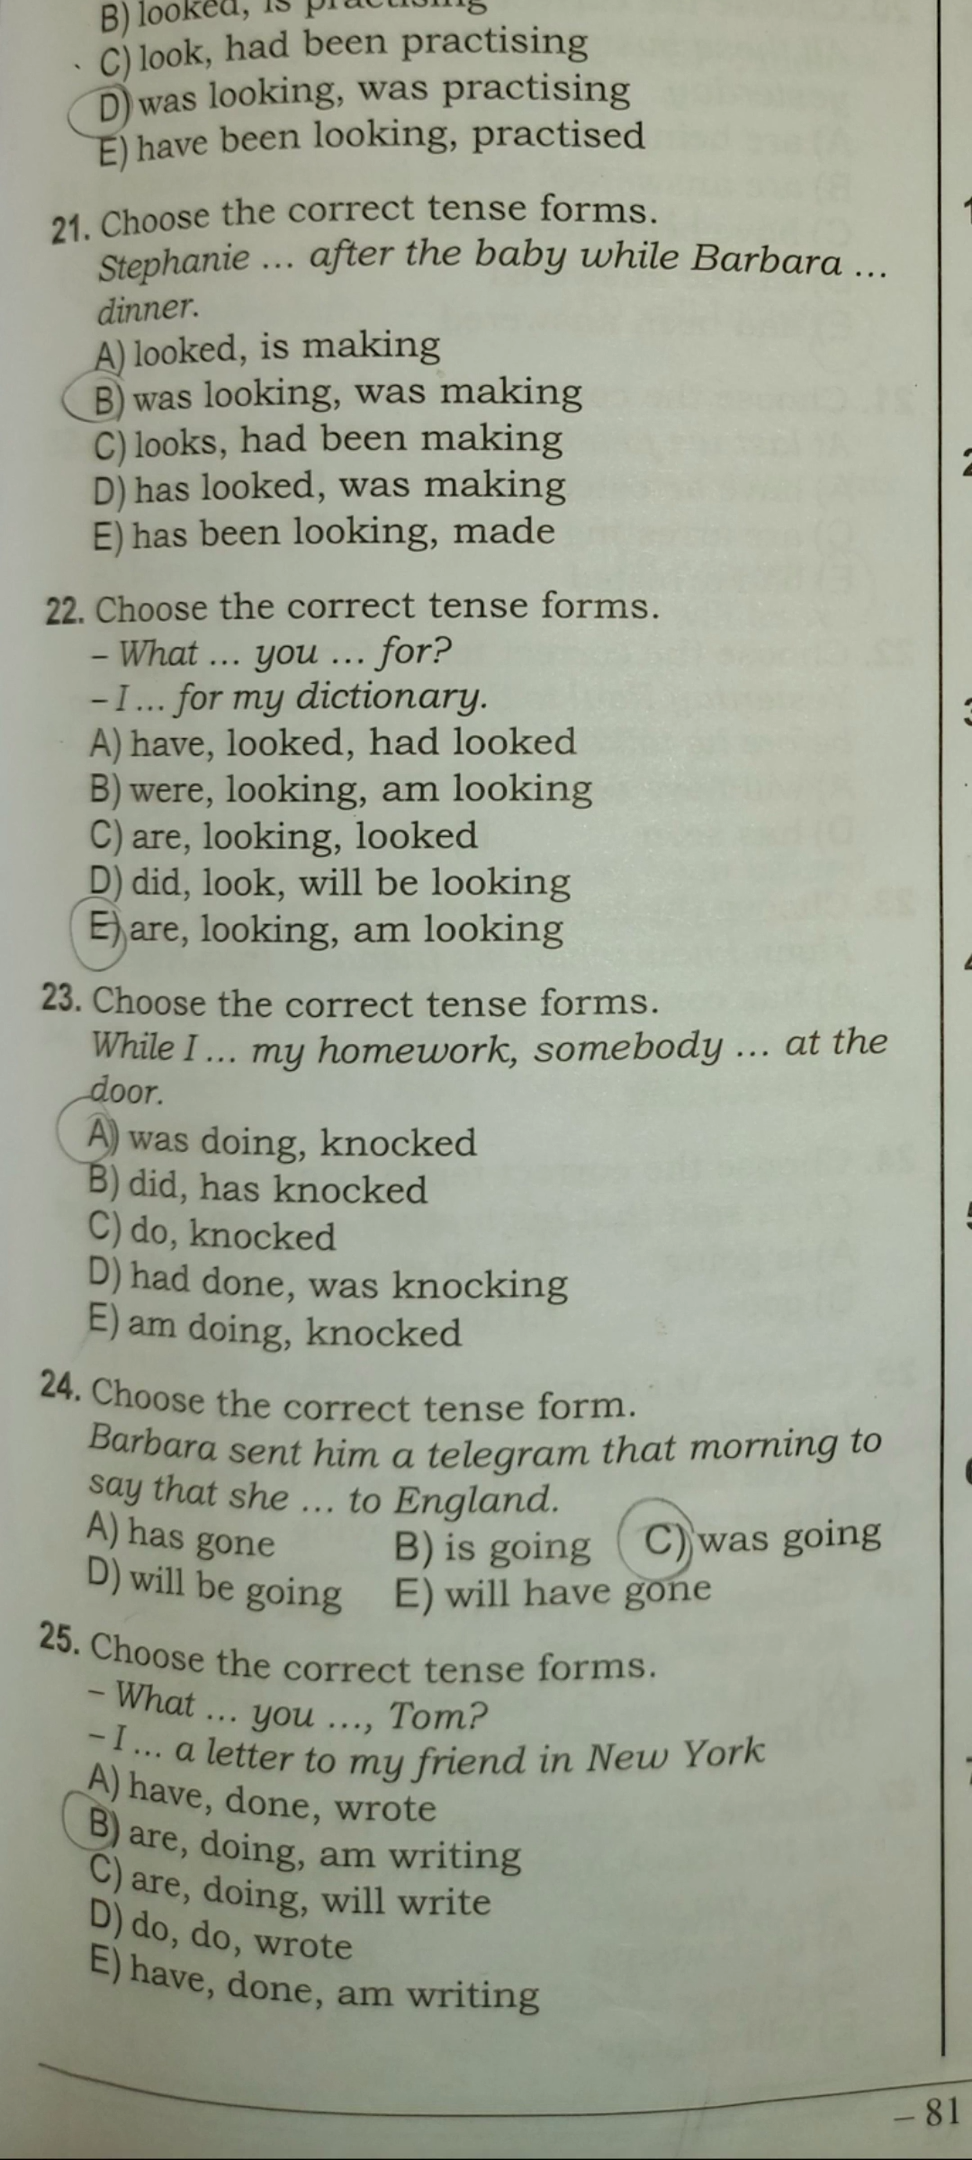 B) looked, is practising
C) look, had been practising
D) was looking, was practising
E) have been looking, practised
21. Choose the correct tense forms.
Stephanie ... after the baby while Barbara ...
dinner.
A) looked, is making
B) was looking, was making
C) looks, had been making
D) has looked, was making
E) has been looking, made
22. Choose the correct tense forms.
– What ... you ... for?
– I ... for my dictionary.
A) have, looked, had looked
B) were, looking, am looking
C) are, looking, looked
D) did, look, will be looking
E) are, looking, am looking
23. Choose the correct tense forms.
While I ... my homework, somebody ... at the
door.
A) was doing, knocked
B) did, has knocked
C) do, knocked
D) had done, was knocking
E) am doing, knocked
24. Choose the correct tense form.
Barbara sent him a telegram that morning to
say that she ... to England.
A) has gone B) is going C) was going
D) will be going E) will have gone
25. Choose the correct tense forms.
– What ... you ..., Tom?
– I ... a letter to my friend in New York
A) have, done, wrote
B) are, doing, am writing
C) are, doing, will write
D) do, do, wrote
E) have, done, am writing
– 81